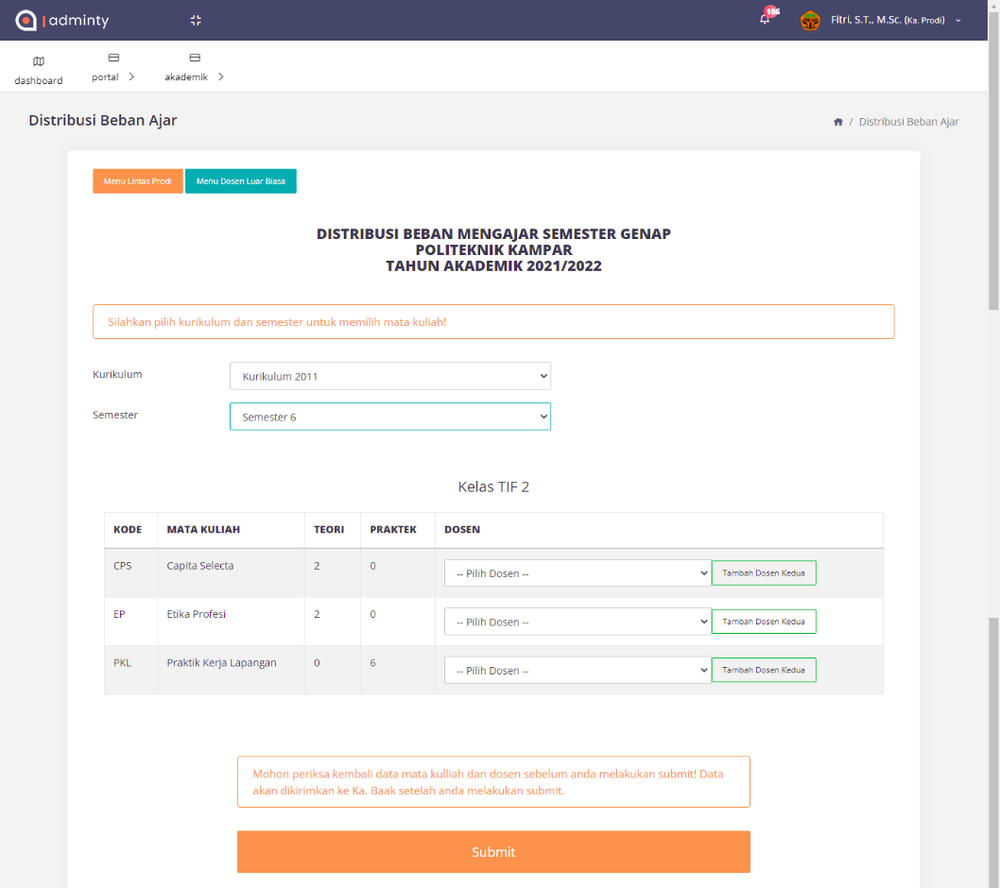 adminty
186
Fitri, S.T., M.Sc. (Ka. Prodi)
dashboard
portal
akademik
Distribusi Beban Ajar
/ Distribusi Beban Ajar
Menu Lintas Prodi
Menu Dosen Luar Biasa
DISTRIBUSI BEBAN MENGAJAR SEMESTER GENAP
POLITEKNIK KAMPAR
TAHUN AKADEMIK 2021/2022
Silahkan pilih kurikulum dan semester untuk memilih mata kuliah!
Kurikulum
Kurikulum 2011
Semester
Semester 6
Kelas TIF 2
KODE MATA KULIAH TEORI PRAKTEK DOSEN
CPS Capita Selecta 2 0 -- Pilih Dosen -- Tambah Dosen Kedua
EP Etika Profesi 2 0 -- Pilih Dosen -- Tambah Dosen Kedua
PKL Praktik Kerja Lapangan 0 6 -- Pilih Dosen -- Tambah Dosen Kedua
Mohon periksa kembali data mata kulliah dan dosen sebelum anda melakukan submit! Data
akan dikirimkan ke Ka. Baak setelah anda melakukan submit.
Submit